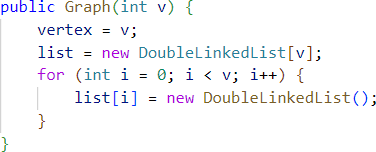 public Graph(int v) {
    vertex = v;
    list = new DoubleLinkedList[v];
    for (int i = 0; i < v; i++) {
        list[i] = new DoubleLinkedList();
    }
}